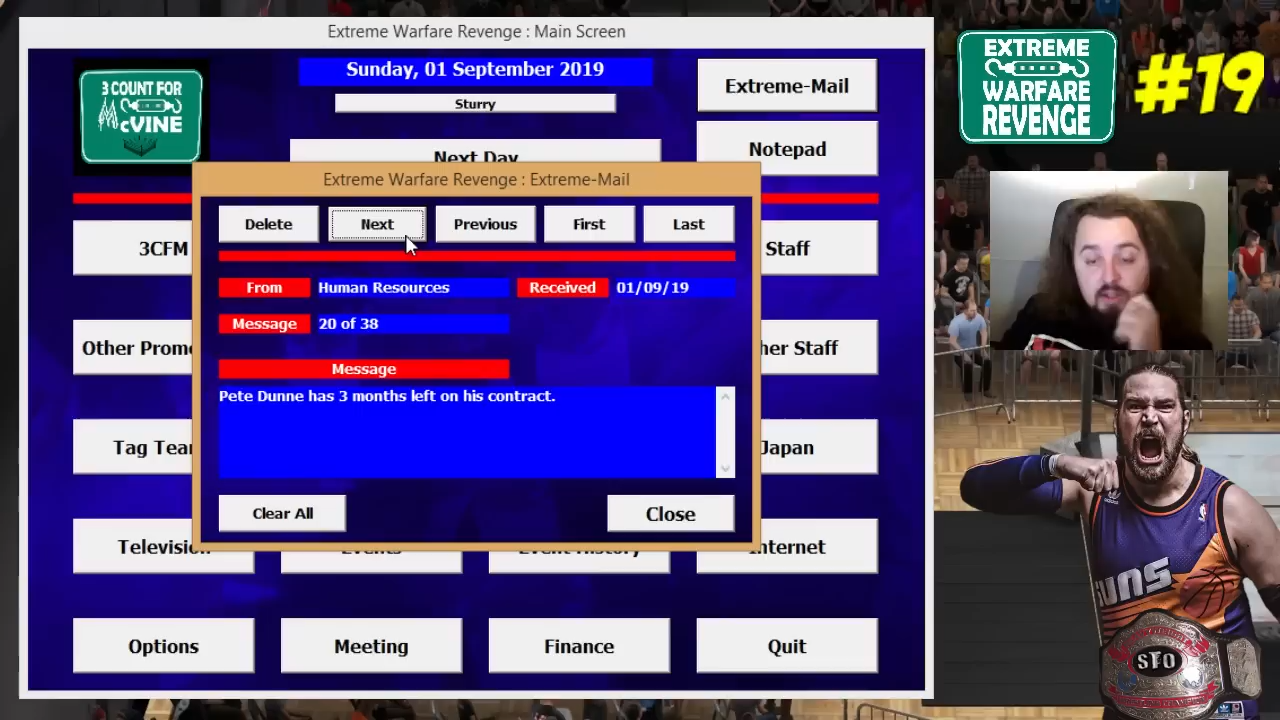 Extreme Warfare Revenge : Main Screen
3 COUNT FOR
McVINE
Sunday, 01 September 2019
Sturry
Next Day
Extreme-Mail
Notepad
EXTREME
WARFARE
REVENGE
#19
3CFM
Staff
Other Promo
her Staff
Tag Tear
Japan
Televisio
Events
Event History
Internet
Options
Meeting
Finance
Quit
Extreme Warfare Revenge : Extreme-Mail
Delete
Next
Previous
First
Last
From
Human Resources
Received
01/09/19
Message
20 of 38
Message
Pete Dunne has 3 months left on his contract.
Clear All
Close
SUNS
STO